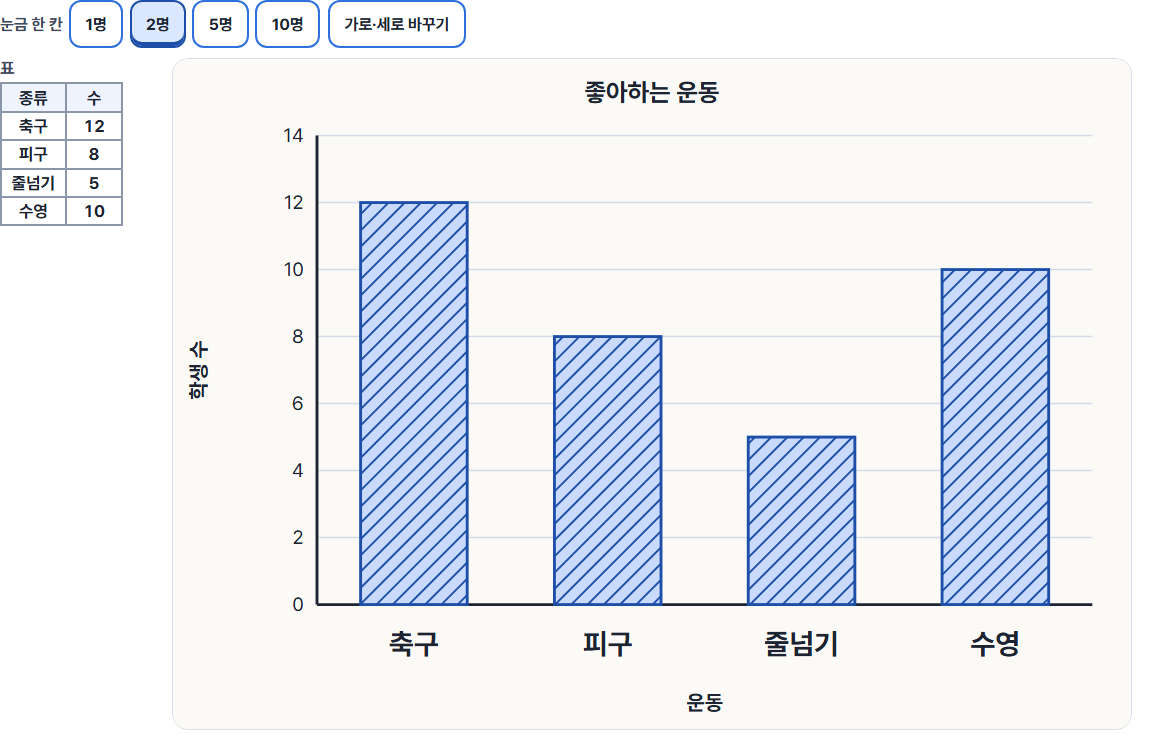 눈금 한 칸 1명 2명 5명 10명 가로·세로 바꾸기
표
종류 수
축구 12
피구 8
줄넘기 5
수영 10
좋아하는 운동
학생 수
14
12
10
8
6
4
2
0
축구 피구 줄넘기 수영
운동